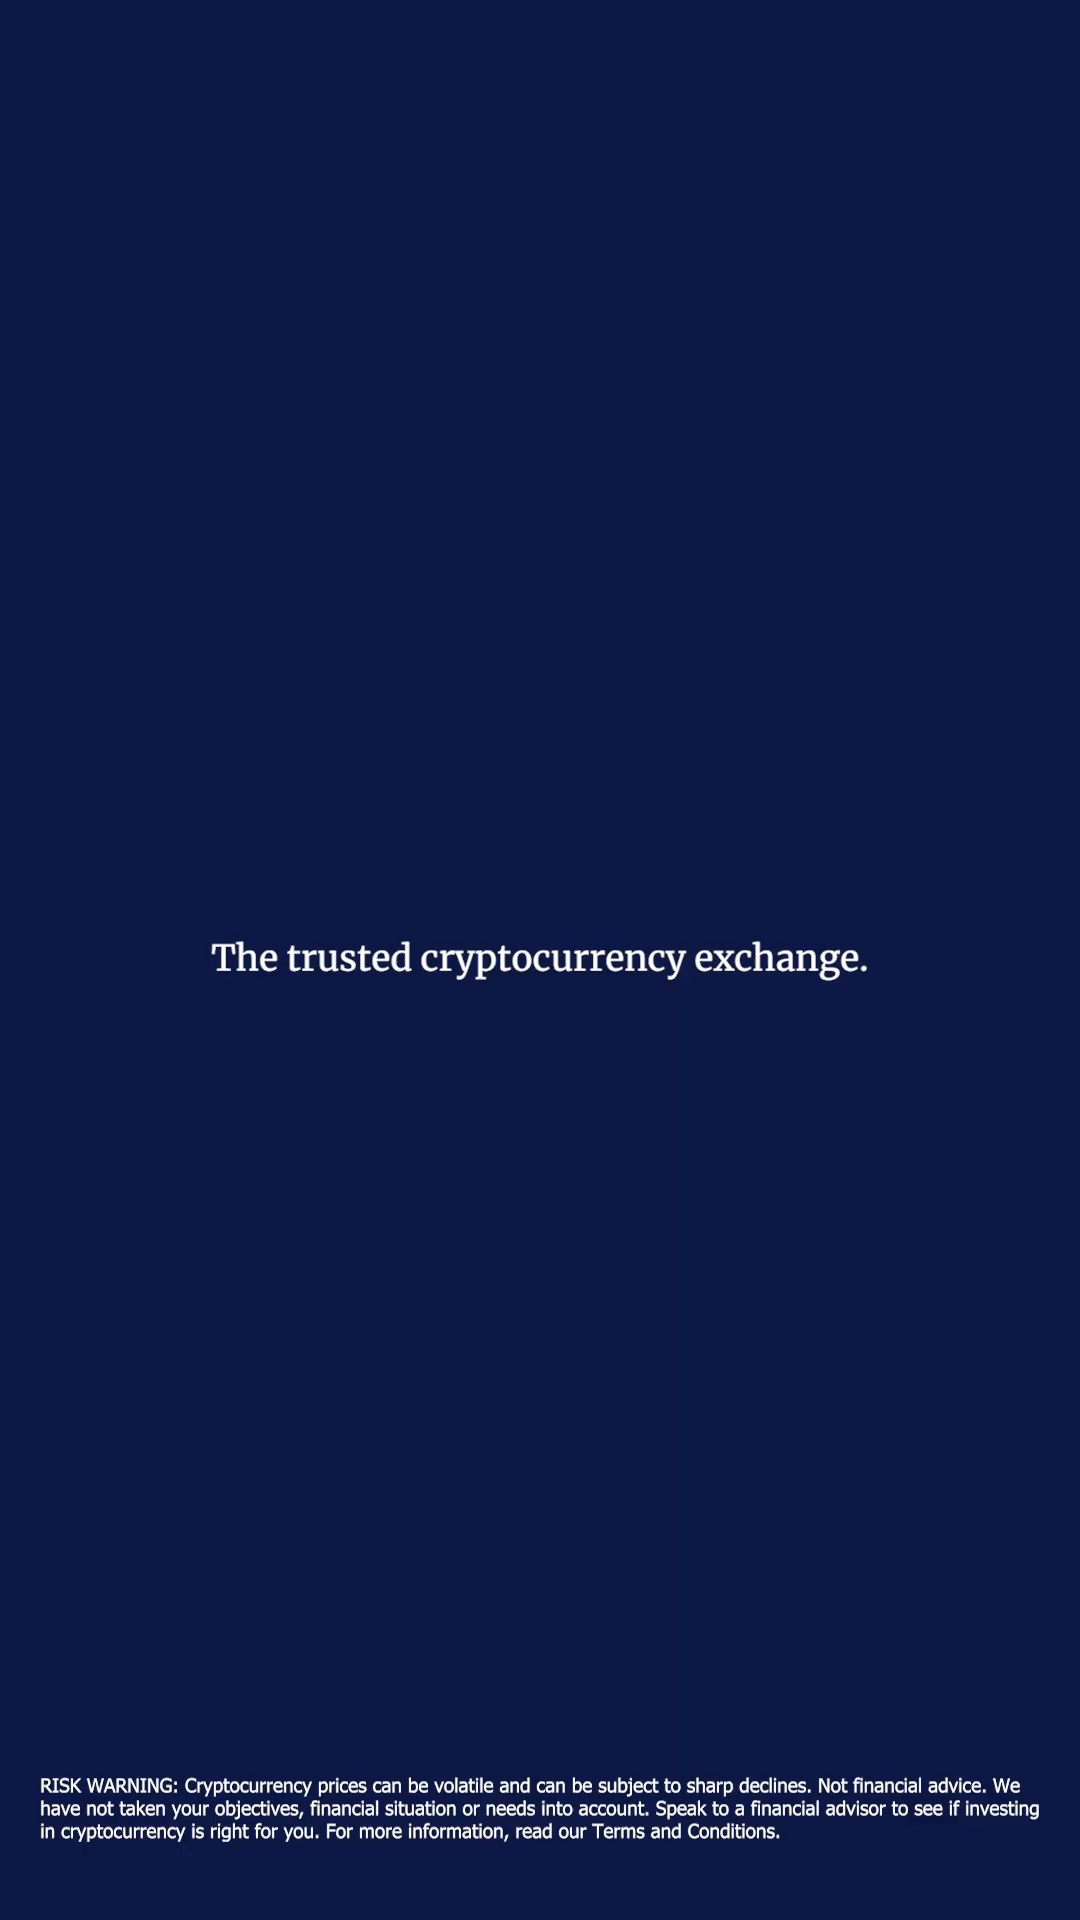 The trusted cryptocurrency exchange.
RISK WARNING: Cryptocurrency prices can be volatile and can be subject to sharp declines. Not financial advice. We
have not taken your objectives, financial situation or needs into account. Speak to a financial advisor to see if investing
in cryptocurrency is right for you. For more information, read our Terms and Conditions.